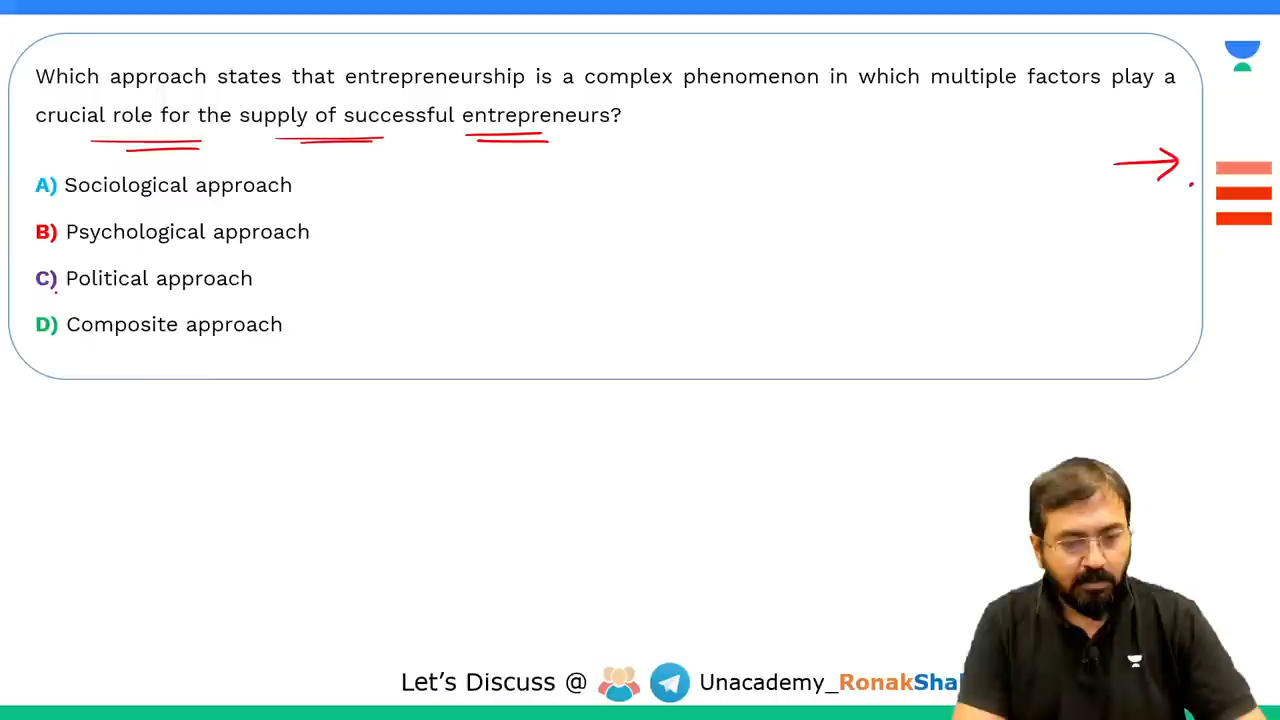 Which approach states that entrepreneurship is a complex phenomenon in which multiple factors play a
crucial role for the supply of successful entrepreneurs?
A) Sociological approach
B) Psychological approach
C) Political approach
D) Composite approach
Let’s Discuss @ Unacademy_RonakShah